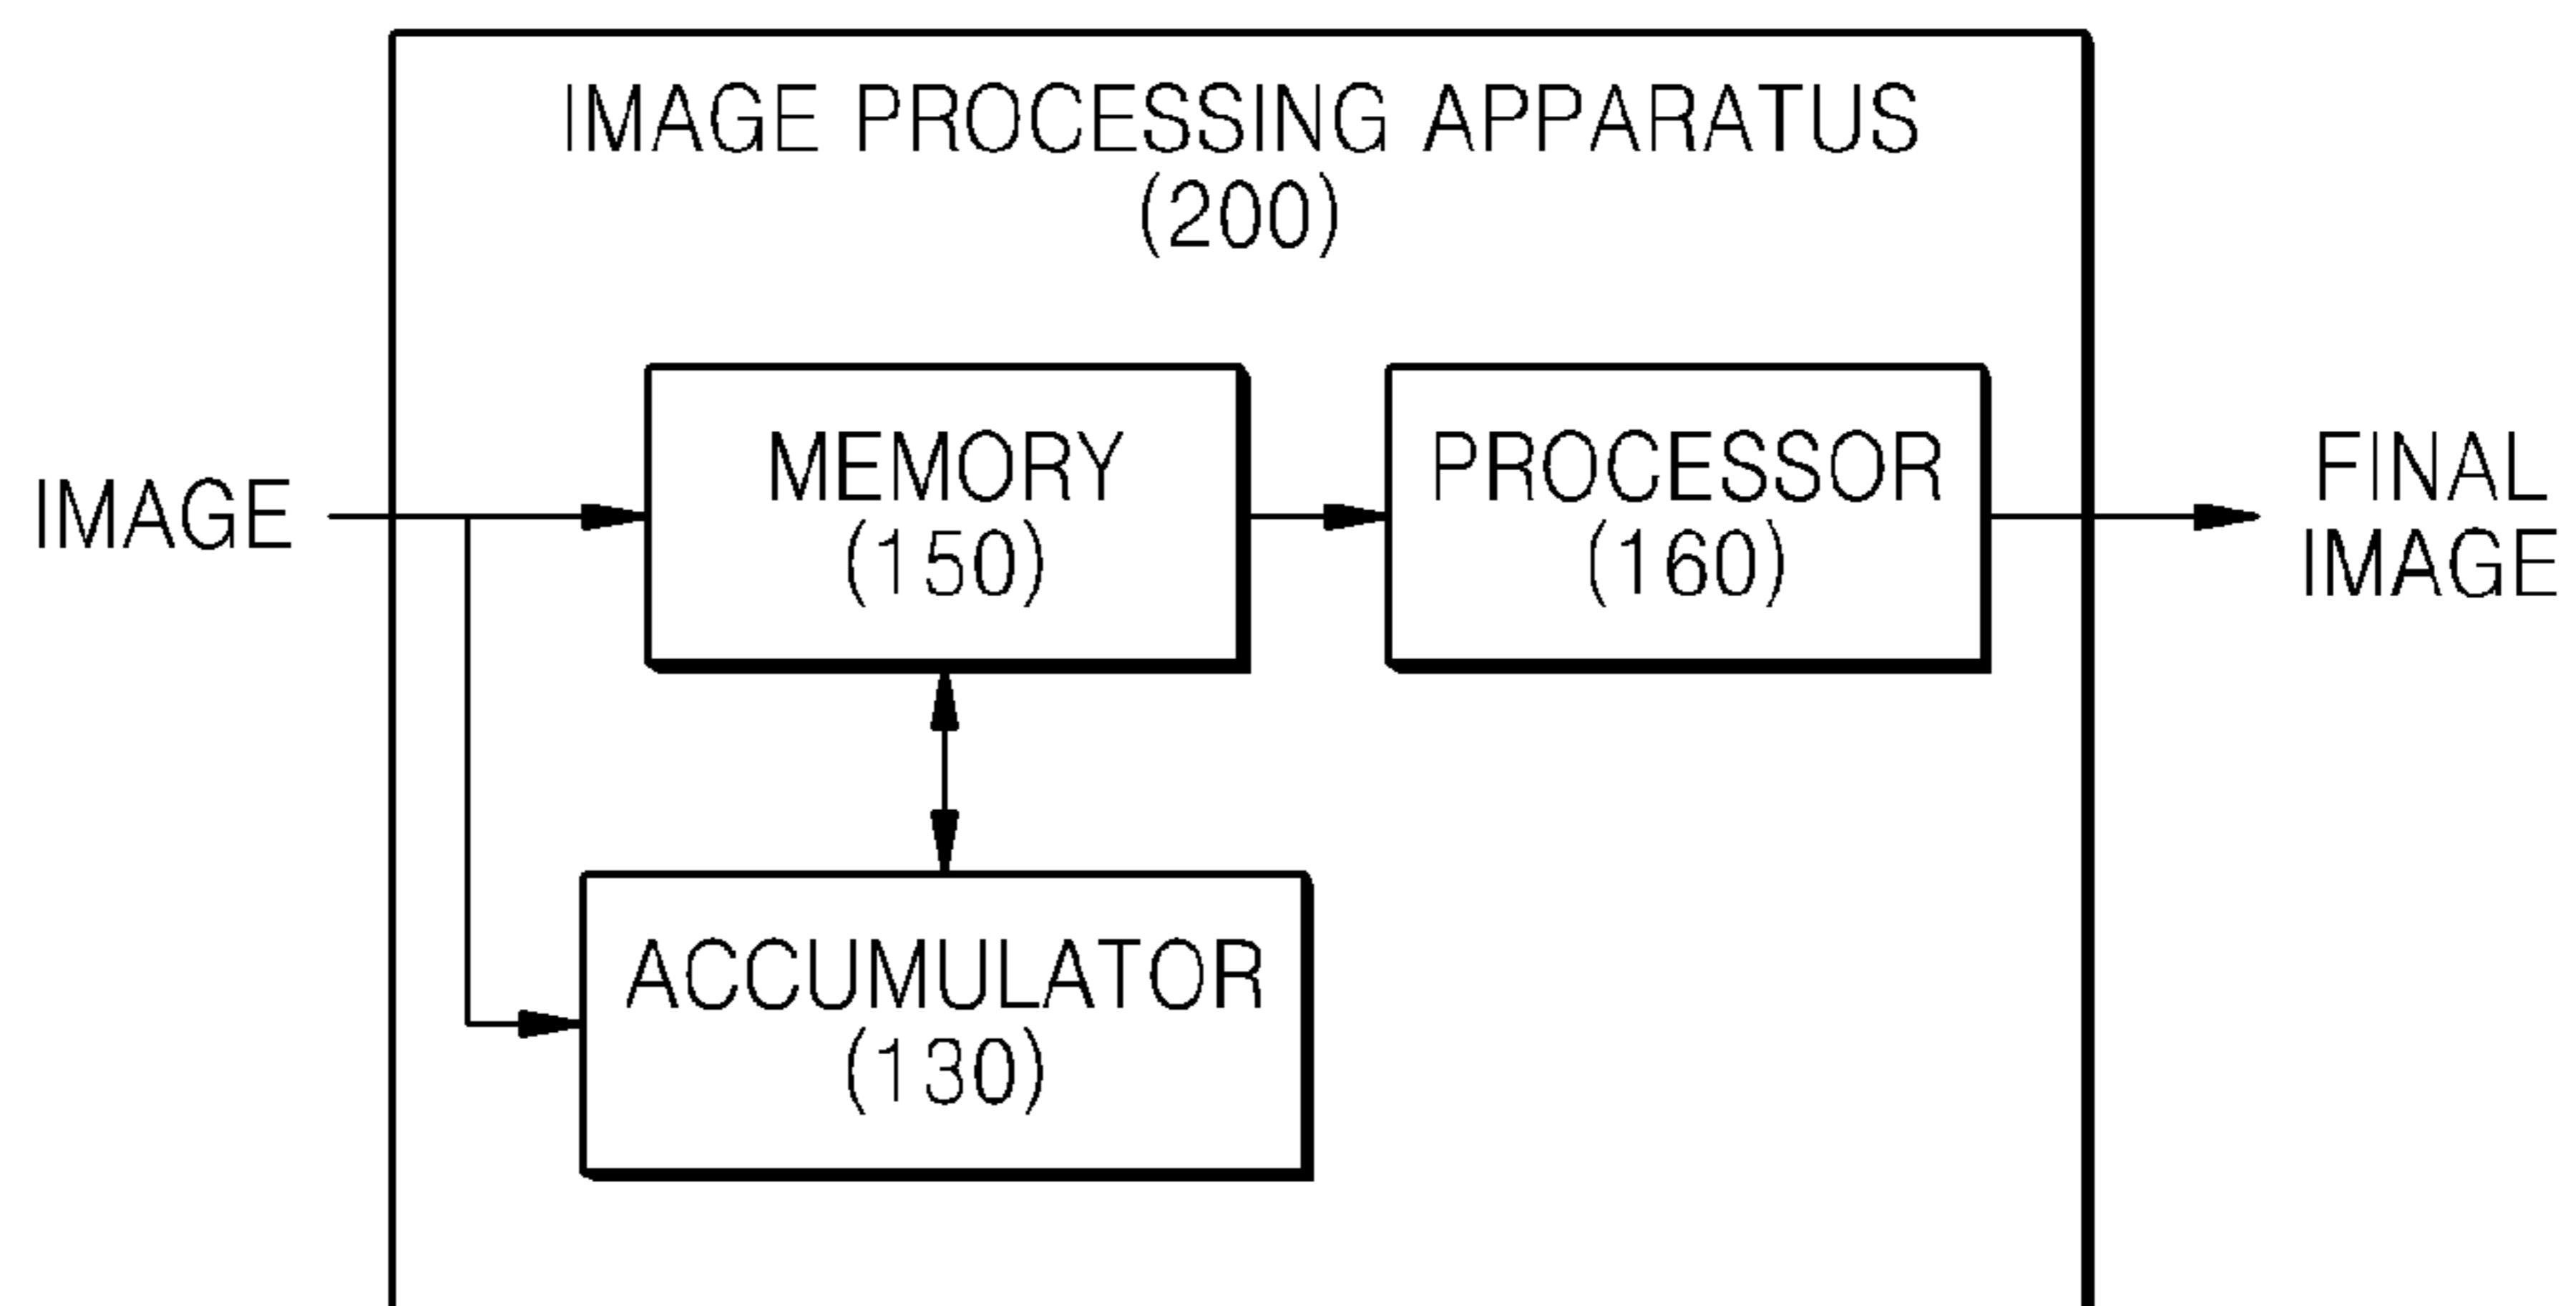 IMAGE PROCESSING APPARATUS
(200)
IMAGE
MEMORY
(150)
PROCESSOR
(160)
FINAL
IMAGE
ACCUMULATOR
(130)